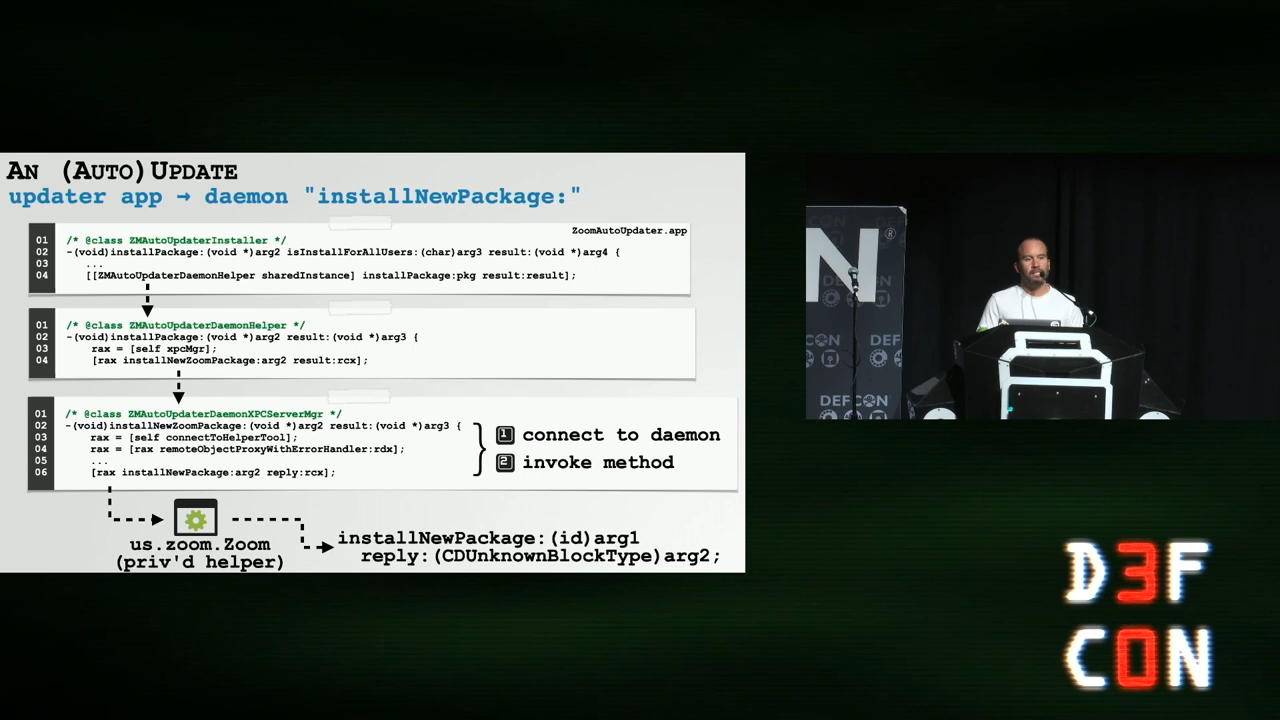 An (Auto)Update
updater app → daemon "installNewPackage:"
ZoomAutoUpdater.app
01 /* @class ZMAutoUpdaterInstaller */
02 -(void)installPackage:(void *)arg2 isInstallForAllUsers:(char)arg3 result:(void *)arg4 {
03 ...
04 [[ZMAutoUpdaterDaemonHelper sharedInstance] installPackage:pkg result:result];
01 /* @class ZMAutoUpdaterDaemonHelper */
02 -(void)installPackage:(void *)arg2 result:(void *)arg3 {
03 rax = [self xpcMgr];
04 [rax installNewZoomPackage:arg2 result:rcx];
01 /* @class ZMAutoUpdaterDaemonXPCServerMgr */
02 -(void)installNewZoomPackage:(void *)arg2 result:(void *)arg3 {
03 rax = [self connectToHelperTool];
04 rax = [rax remoteObjectProxyWithErrorHandler:rdx];
05 ...
06 [rax installNewPackage:arg2 reply:rcx];
} 1 connect to daemon
2 invoke method
us.zoom.Zoom
(priv'd helper)
installNewPackage:(id)arg1
reply:(CDUnknownBlockType)arg2;
N®
DEFCON
DEF
DEFCON
D3F
C0N